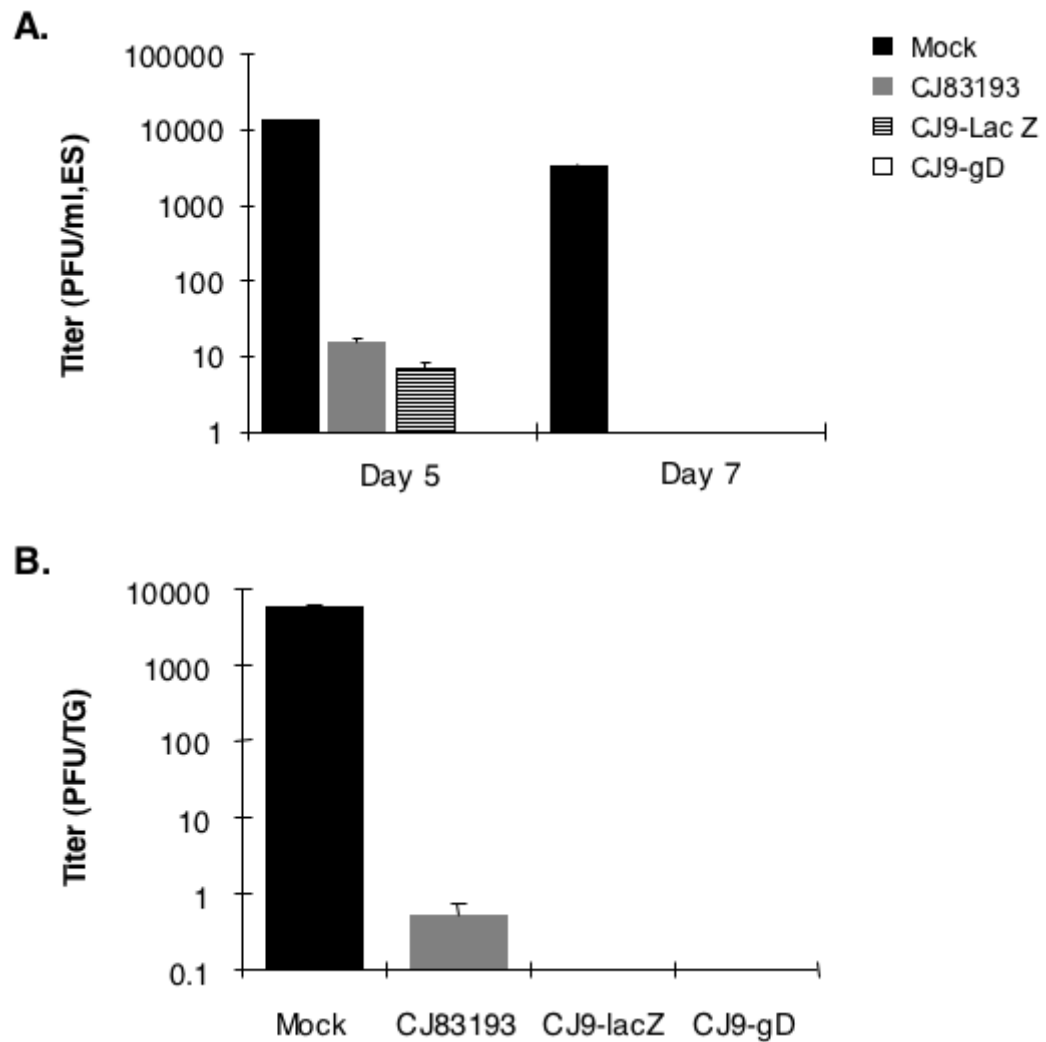 A.
Titer (PFU/ml,ES)
100000
10000
1000
100
10
1
Day 5
Day 7
Mock
CJ83193
CJ9-Lac Z
CJ9-gD
B.
Titer (PFU/TG)
10000
1000
100
10
1
0.1
Mock
CJ83193
CJ9-lacZ
CJ9-gD